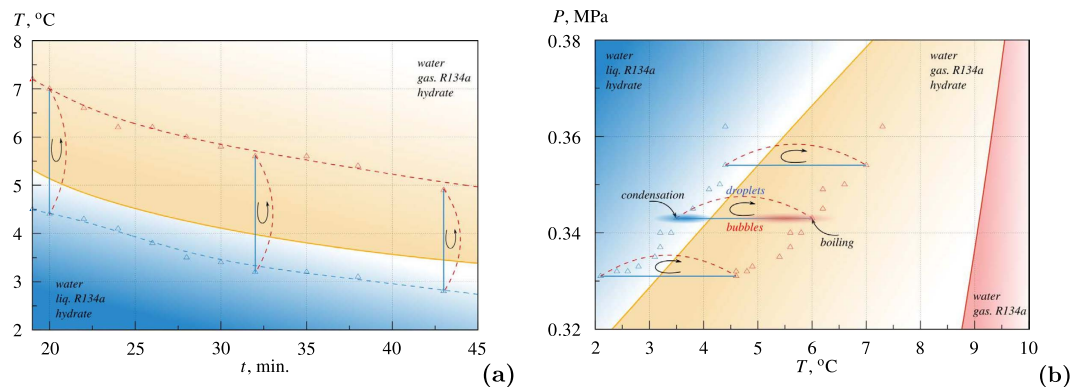 T, °C
8
7
6
5
4
3
2
20
25
30
35
40
45
t, min.
water
gas. R134a
hydrate
water
liq. R134a
hydrate
(a)
P, MPa
0.38
0.36
0.34
0.32
2
3
4
5
6
7
8
9
10
T, °C
water
liq. R134a
hydrate
water
gas. R134a
hydrate
condensation
droplets
bubbles
boiling
water
gas. R134a
(b)